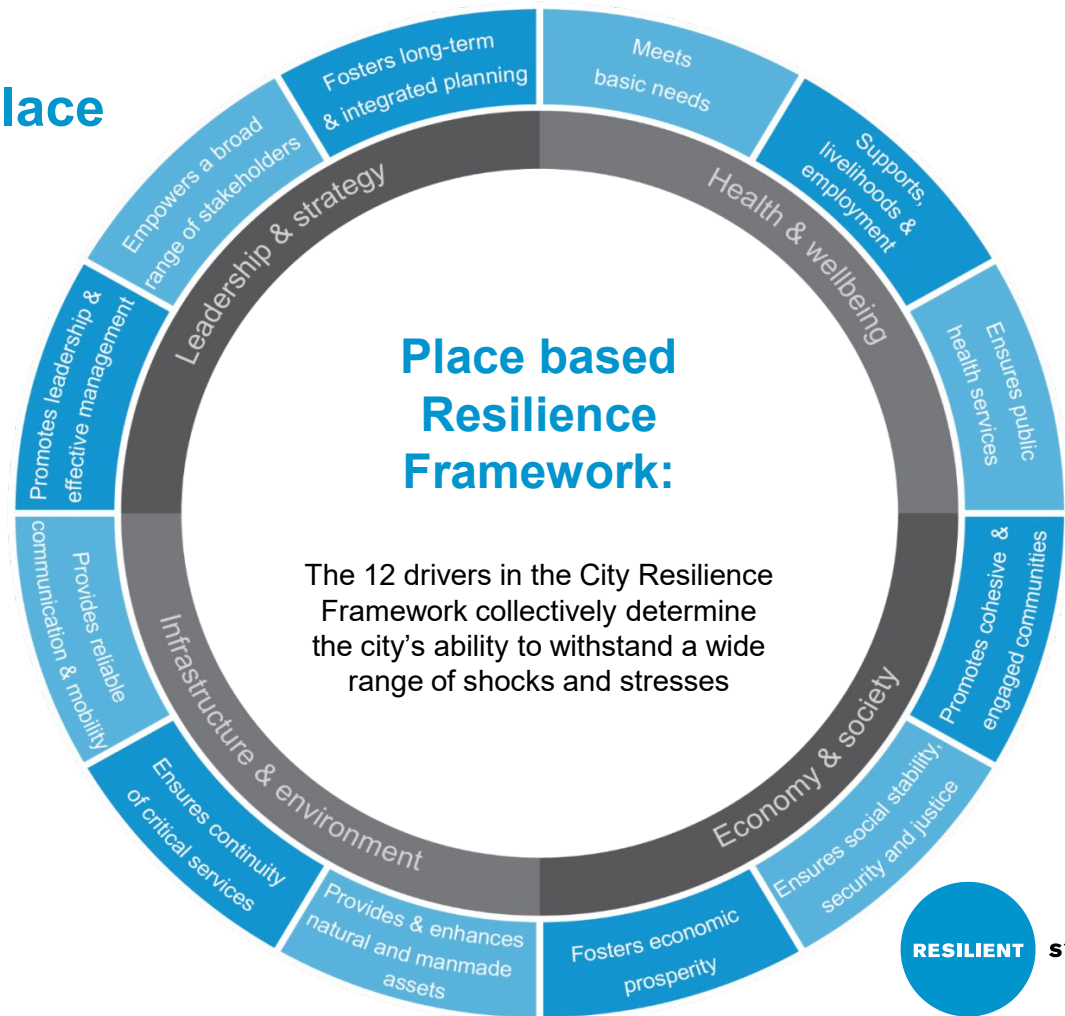 lace
Fosters long-term
& integrated planning
Meets
basic needs
Supports,
livelihoods &
employment
Ensures public
health services
Promotes cohesive &
engaged communities
Ensures social stability,
security and justice
Fosters economic
prosperity
Provides & enhances
natural and manmade
assets
Ensures continuity
of critical services
Provides reliable
communication & mobility
Promotes leadership &
effective management
Empowers a broad
range of stakeholders
Leadership & strategy
Health & wellbeing
Economy & society
Infrastructure & environment
Place based
Resilience
Framework:
The 12 drivers in the City Resilience
Framework collectively determine
the city’s ability to withstand a wide
range of shocks and stresses
RESILIENT